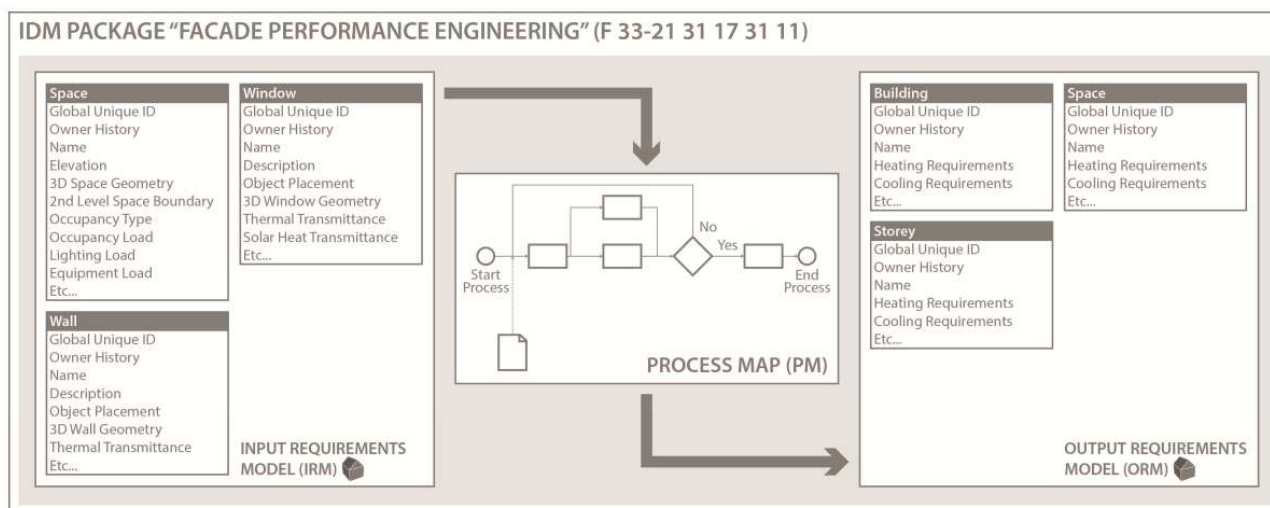 IDM PACKAGE “FACADE PERFORMANCE ENGINEERING” (F 33-21 31 17 31 11)
Space
Global Unique ID
Owner History
Name
Elevation
3D Space Geometry
2nd Level Space Boundary
Occupancy Type
Occupancy Load
Lighting Load
Equipment Load
Etc...
Window
Global Unique ID
Owner History
Name
Description
Object Placement
3D Window Geometry
Thermal Transmittance
Solar Heat Transmittance
Etc...
Wall
Global Unique ID
Owner History
Name
Description
Object Placement
3D Wall Geometry
Thermal Transmittance
Etc...
INPUT REQUIREMENTS
MODEL (IRM)
Start
Process
No
Yes
End
Process
PROCESS MAP (PM)
Building
Global Unique ID
Owner History
Name
Heating Requirements
Cooling Requirements
Etc...
Space
Global Unique ID
Owner History
Name
Heating Requirements
Cooling Requirements
Etc...
Storey
Global Unique ID
Owner History
Name
Heating Requirements
Cooling Requirements
Etc...
OUTPUT REQUIREMENTS
MODEL (ORM)